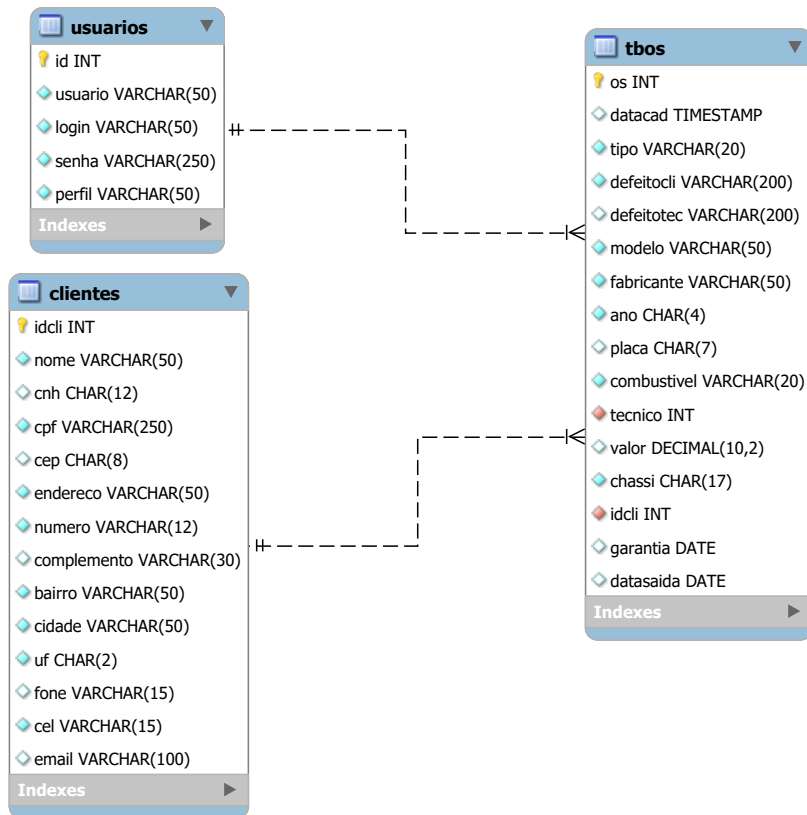 usuarios
id INT
usuario VARCHAR(50)
login VARCHAR(50)
senha VARCHAR(250)
perfil VARCHAR(50)
Indexes
clientes
idcli INT
nome VARCHAR(50)
cnh CHAR(12)
cpf VARCHAR(250)
cep CHAR(8)
endereco VARCHAR(50)
numero VARCHAR(12)
complemento VARCHAR(30)
bairro VARCHAR(50)
cidade VARCHAR(50)
uf CHAR(2)
fone VARCHAR(15)
cel VARCHAR(15)
email VARCHAR(100)
Indexes
tbos
os INT
datacad TIMESTAMP
tipo VARCHAR(20)
defeitocli VARCHAR(200)
defeitotec VARCHAR(200)
modelo VARCHAR(50)
fabricante VARCHAR(50)
ano CHAR(4)
placa CHAR(7)
combustivel VARCHAR(20)
tecnico INT
valor DECIMAL(10,2)
chassi CHAR(17)
idcli INT
garantia DATE
datasaida DATE
Indexes